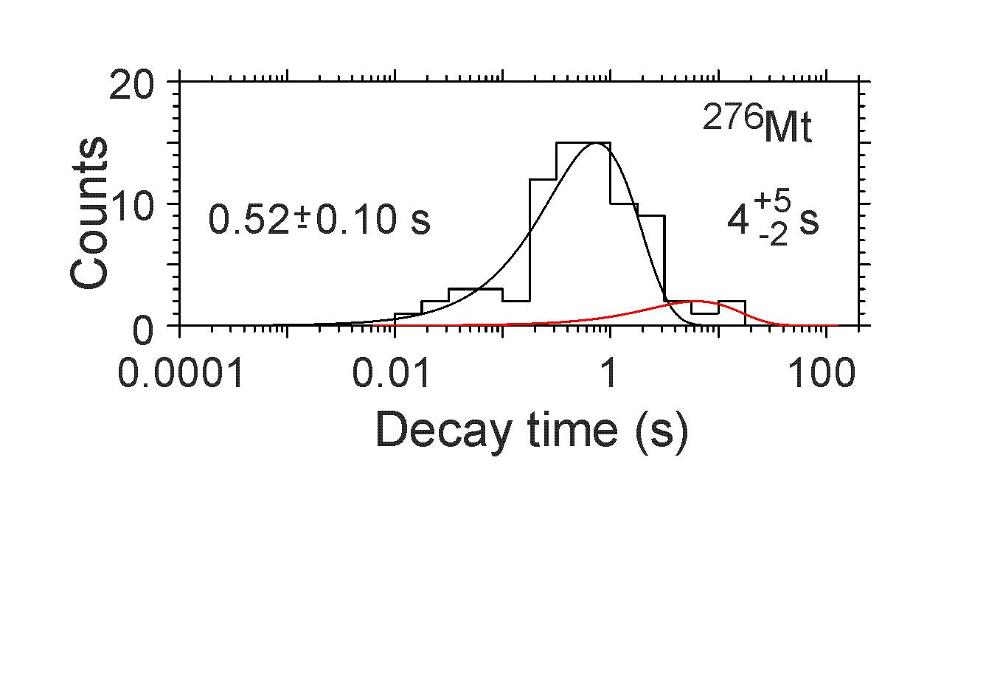 20
²⁷⁶Mt
Counts
10
0.52±0.10 s
4 +5 -2 s
0
0.0001 0.01 1 100
Decay time (s)